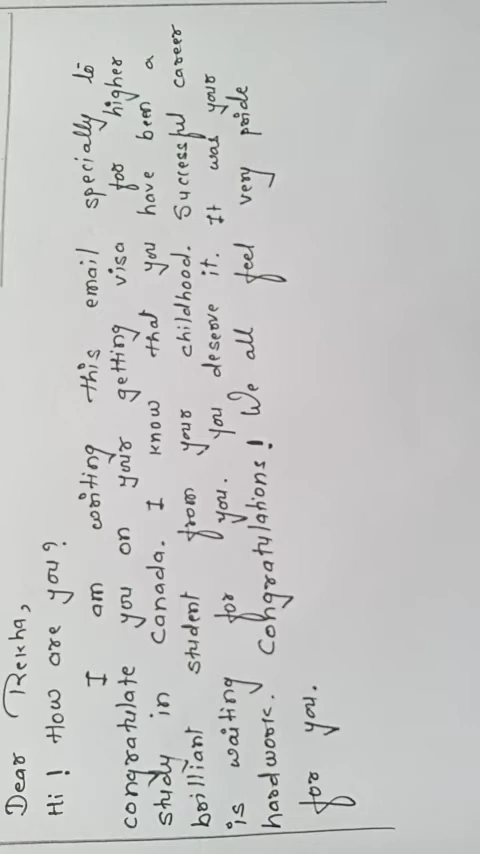 Dear Rekha,
Hi! How are you?
I am writing this email specially to
congratulate you on your getting visa for higher
study in Canada. I know that you have been a
brilliant student from your childhood. Successful career
is waiting for you. You deserve it. It was your
hardwork. Congratulations! We all feel very pride
for you.